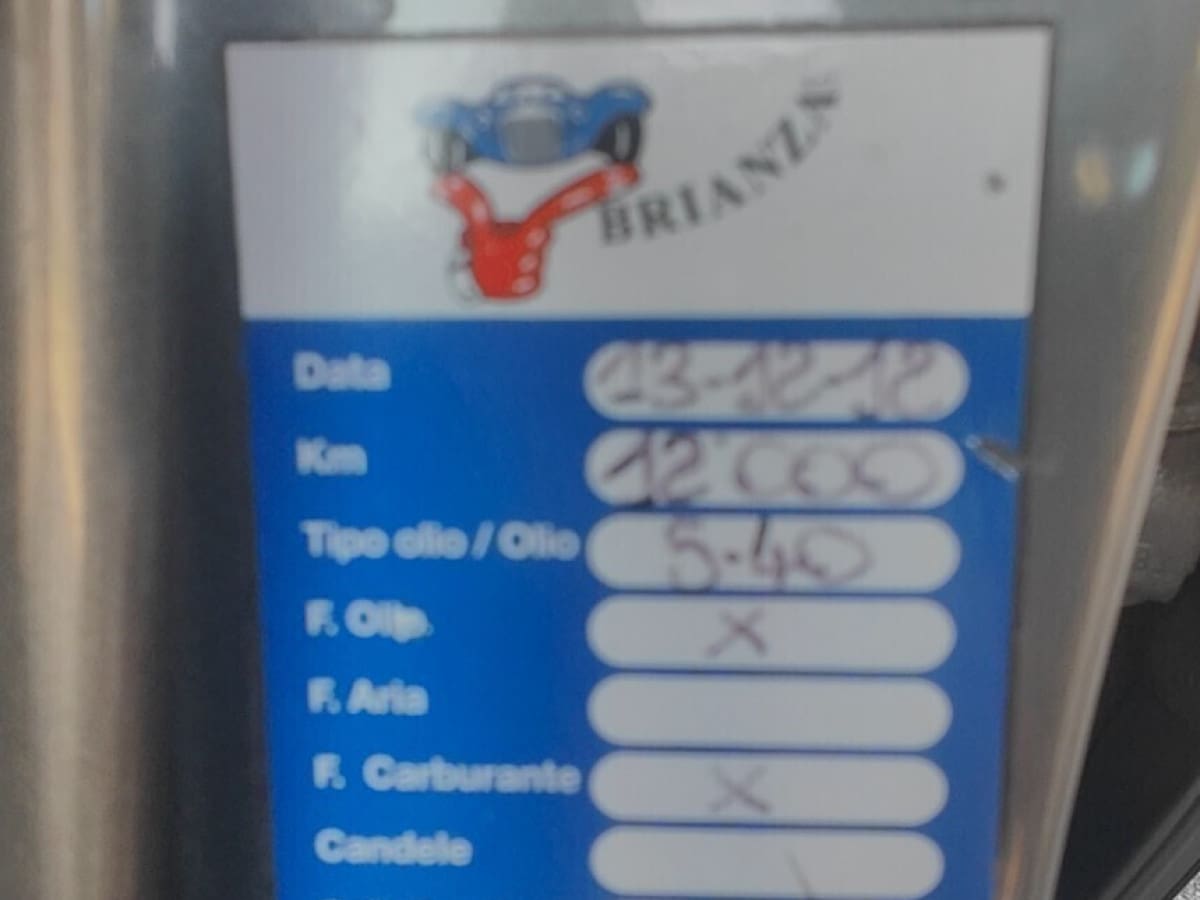 BRIANZA
Data 13-12-12
Km 12'000
Tipo olio / Olio 5-40
F. Olio X
F. Aria
F. Carburante X
Candele